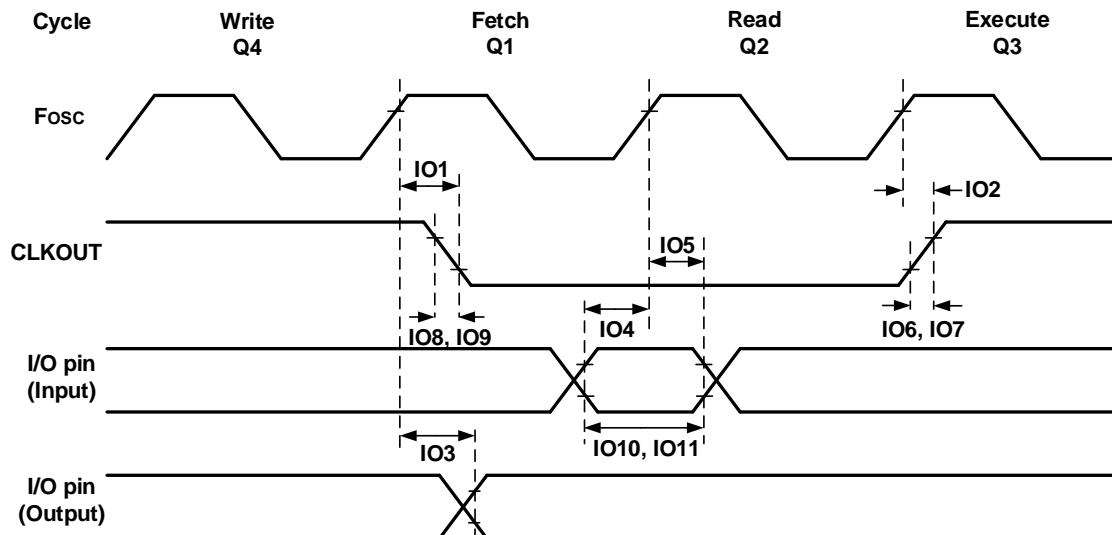 Cycle Write Fetch Read Execute
Q4 Q1 Q2 Q3
Fosc
IO1
IO2
CLKOUT
IO5
IO4
IO8, IO9
IO6, IO7
I/O pin
(Input)
IO10, IO11
IO3
I/O pin
(Output)